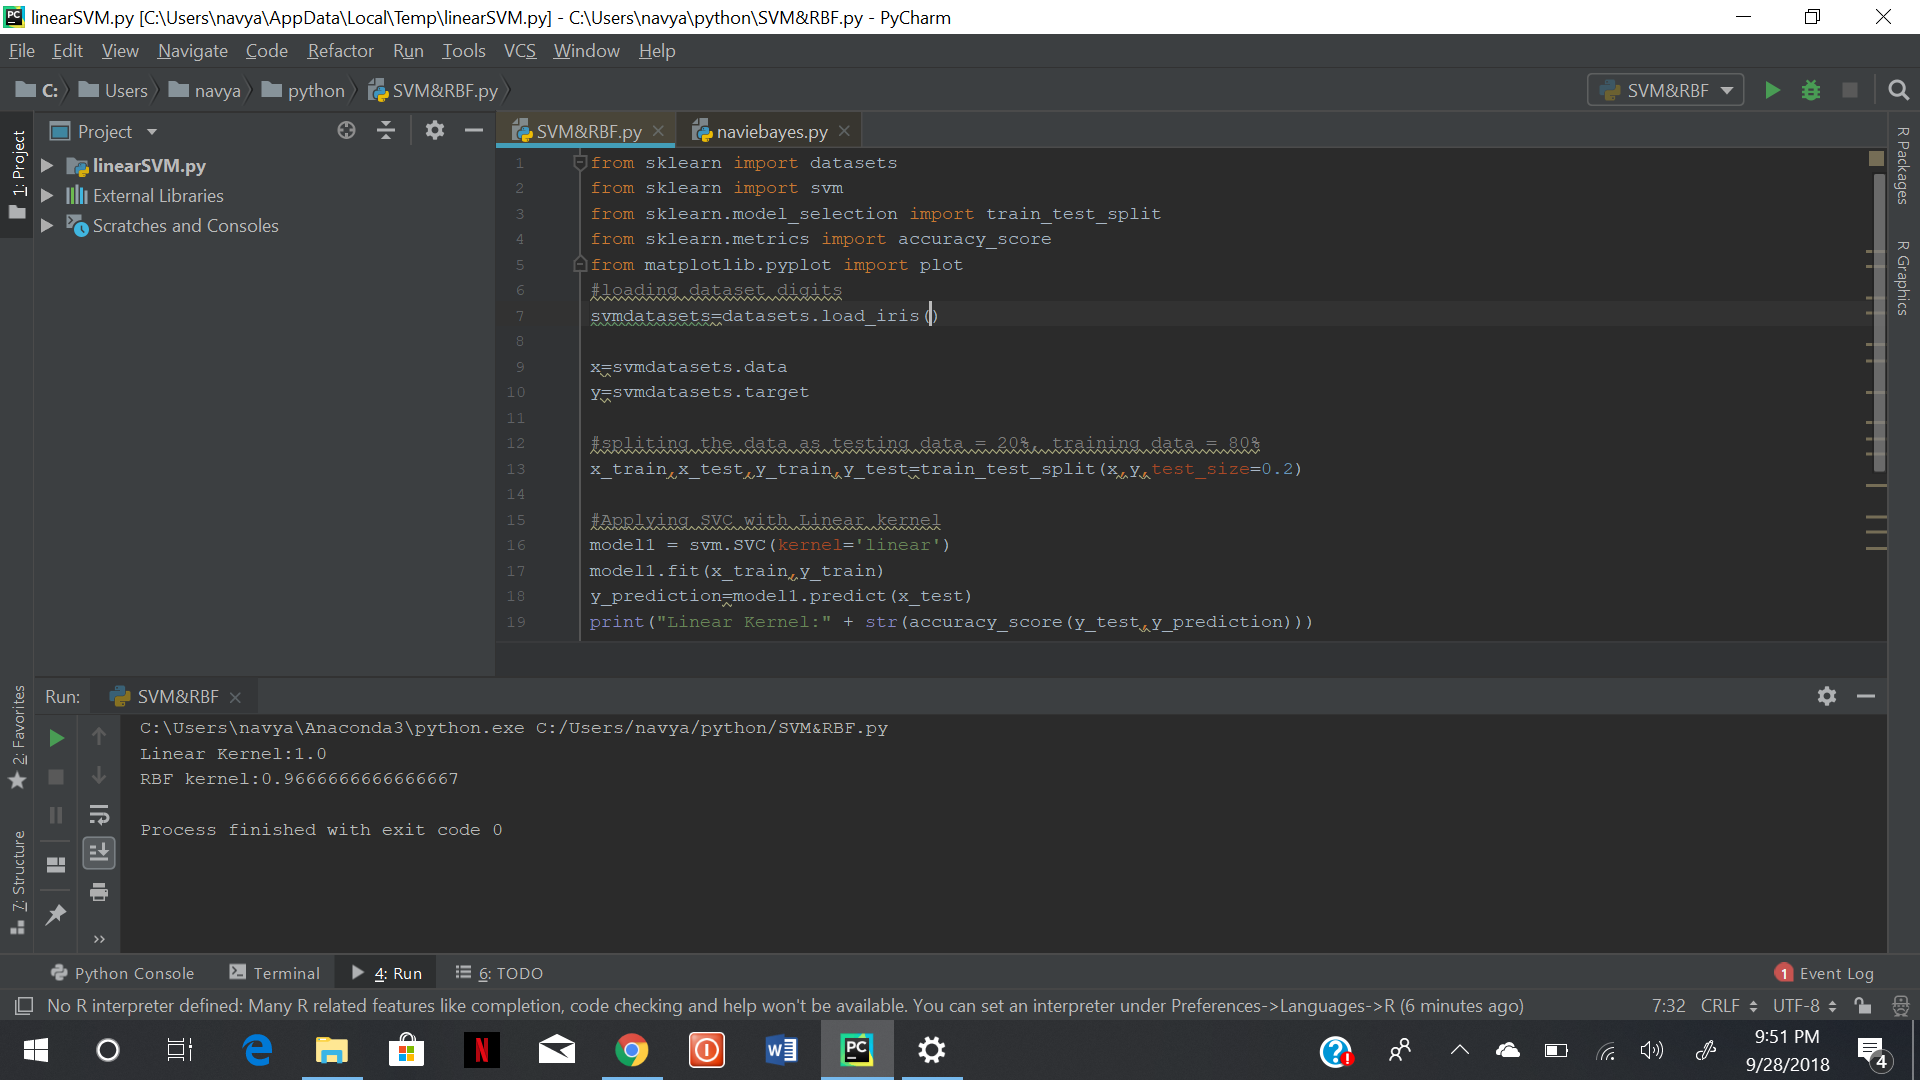 linearSVM.py [C:\Users\navya\AppData\Local\Temp\linearSVM.py] - C:\Users\navya\python\SVM&RBF.py - PyCharm
File Edit View Navigate Code Refactor Run Tools VCS Window Help
C: Users navya python SVM&RBF.py
SVM&RBF
Project
SVM&RBF.py
naviebayes.py
1: Project
linearSVM.py
External Libraries
Scratches and Consoles
R Packages
R Graphics
1 from sklearn import datasets
2 from sklearn import svm
3 from sklearn.model_selection import train_test_split
4 from sklearn.metrics import accuracy_score
5 from matplotlib.pyplot import plot
6 #loading dataset digits
7 svmdatasets=datasets.load_iris()
8
9 x=svmdatasets.data
10 y=svmdatasets.target
11
12 #spliting the data as testing data = 20%, training data = 80%
13 x_train,x_test,y_train,y_test=train_test_split(x,y,test_size=0.2)
14
15 #Applying SVC with Linear kernel
16 model1 = svm.SVC(kernel='linear')
17 model1.fit(x_train,y_train)
18 y_prediction=model1.predict(x_test)
19 print("Linear Kernel:" + str(accuracy_score(y_test,y_prediction)))
2: Favorites
7: Structure
Run: SVM&RBF
C:\Users\navya\Anaconda3\python.exe C:/Users/navya/python/SVM&RBF.py
Linear Kernel:1.0
RBF kernel:0.9666666666666667
Process finished with exit code 0
Python Console Terminal 4: Run 6: TODO
1 Event Log
No R interpreter defined: Many R related features like completion, code checking and help won't be available. You can set an interpreter under Preferences->Languages->R (6 minutes ago)
7:32 CRLF UTF-8
9:51 PM
9/28/2018
4